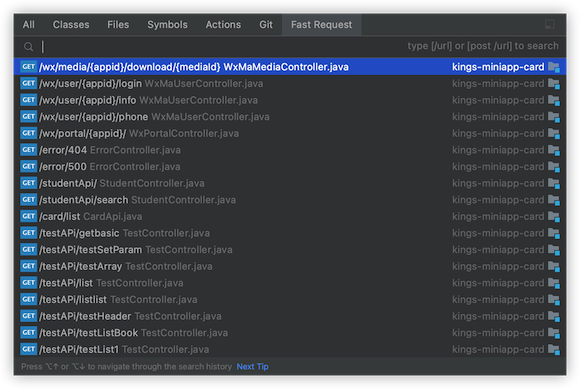 All Classes Files Symbols Actions Git Fast Request
type [/url] or [post /url] to search
GET /wx/media/{appid}/download/{mediaId} WxMaMediaController.java kings-miniapp-card
GET /wx/user/{appid}/login WxMaUserController.java kings-miniapp-card
GET /wx/user/{appid}/info WxMaUserController.java kings-miniapp-card
GET /wx/user/{appid}/phone WxMaUserController.java kings-miniapp-card
GET /wx/portal/{appid}/ WxPortalController.java kings-miniapp-card
GET /error/404 ErrorController.java kings-miniapp-card
GET /error/500 ErrorController.java kings-miniapp-card
GET /studentApi/ StudentController.java kings-miniapp-card
GET /studentApi/search StudentController.java kings-miniapp-card
GET /card/list CardApi.java kings-miniapp-card
GET /testAPi/getbasic TestController.java kings-miniapp-card
GET /testAPi/testSetParam TestController.java kings-miniapp-card
GET /testAPi/testArray TestController.java kings-miniapp-card
GET /testAPi/list TestController.java kings-miniapp-card
GET /testAPi/listlist TestController.java kings-miniapp-card
GET /testAPi/testHeader TestController.java kings-miniapp-card
GET /testAPi/testListBook TestController.java kings-miniapp-card
GET /testAPi/testList1 TestController.java kings-miniapp-card
Press ⌥↑ or ⌥↓ to navigate through the search history Next Tip